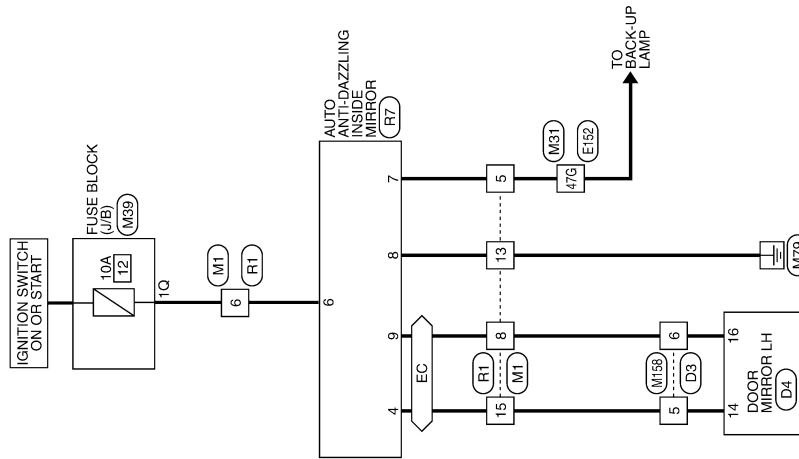 IGNITION SWITCH
ON OR START
FUSE BLOCK
(J/B)
M39
10A
12
1Q
6
M1
R1
6
AUTO
ANTI-DAZZLING
INSIDE
MIRROR
R7
4
9
8
7
EC
R1
M1
15
8
13
5
M31
E152
47G
TO
BACK-UP
LAMP
M158
D3
5
6
14
16
DOOR
MIRROR LH
D4
M79